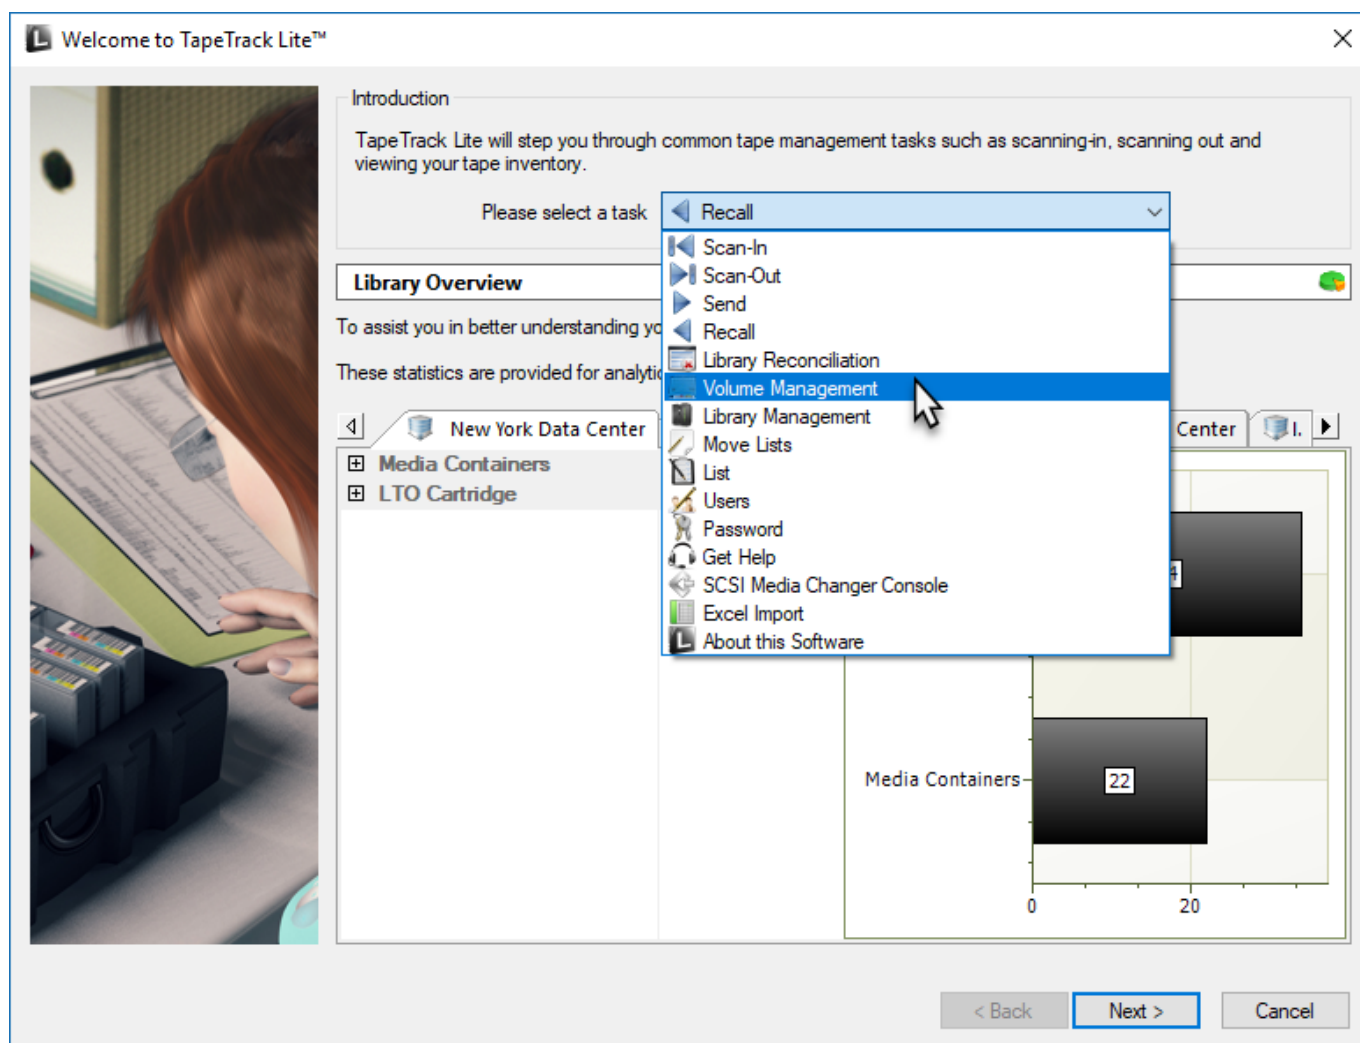 Welcome to TapeTrack Lite™
Introduction
TapeTrack Lite will step you through common tape management tasks such as scanning-in, scanning out and
viewing your tape inventory.
Please select a task
Recall
Scan-In
Scan-Out
Send
Recall
Library Reconciliation
Volume Management
Library Management
Move Lists
List
Users
Password
Get Help
SCSI Media Changer Console
Excel Import
About this Software
Library Overview
To assist you in better understanding
These statistics are provided for
New York Data Center
Center
Media Containers
LTO Cartridge
Media Containers
22
0
20
< Back
Next >
Cancel